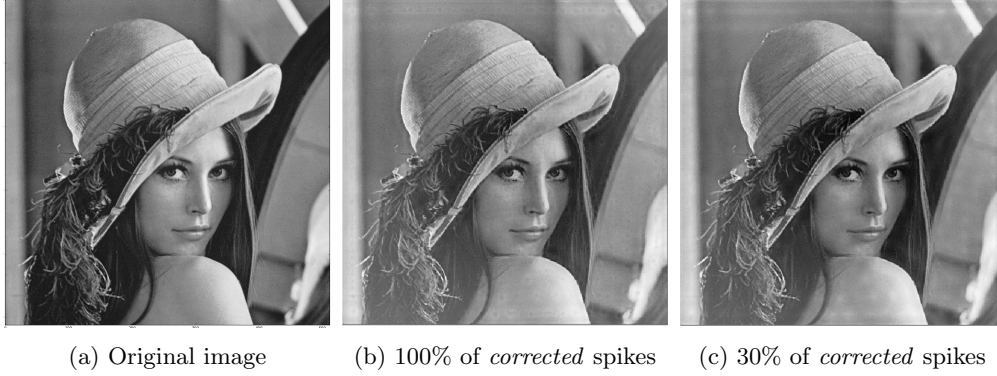 (a) Original image
(b) 100% of corrected spikes
(c) 30% of corrected spikes